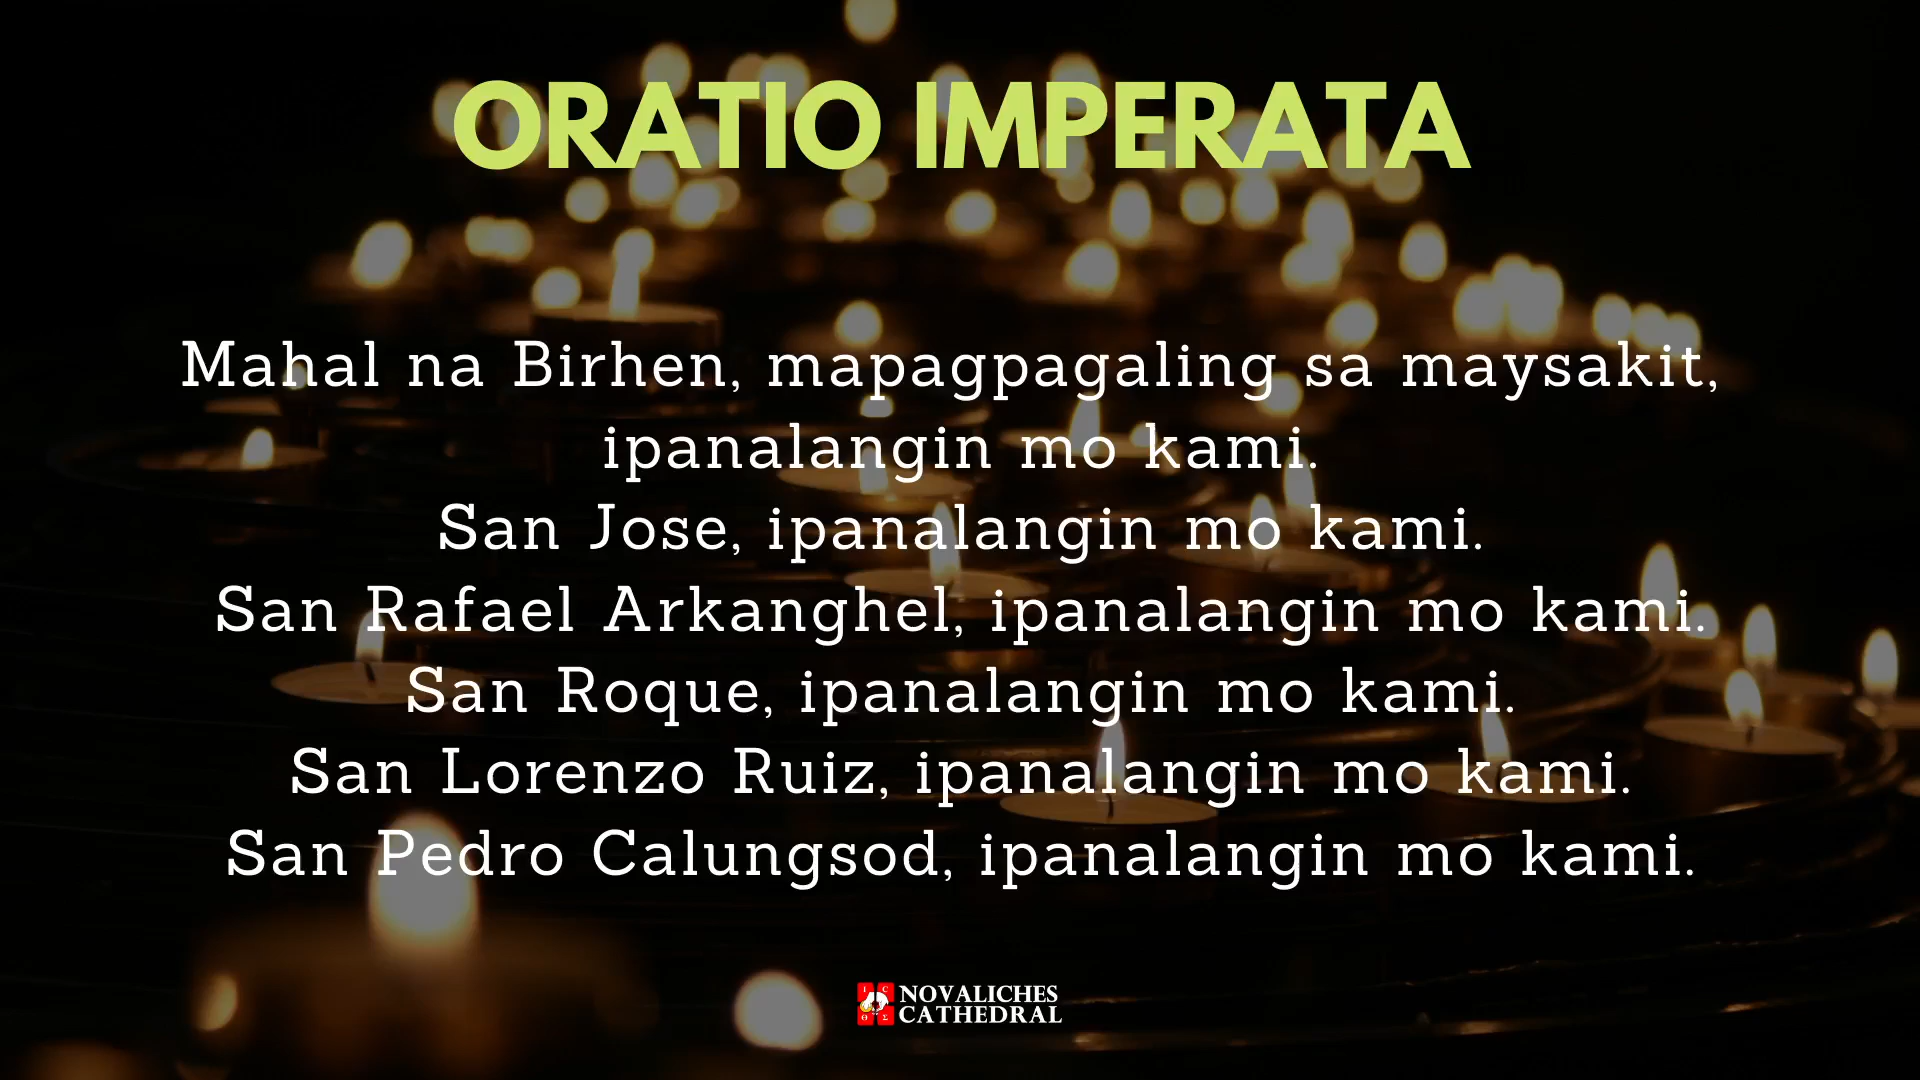 ORATIO IMPERATA
Mahal na Birhen, mapagpagaling sa maysakit,
ipanalangin mo kami.
San Jose, ipanalangin mo kami.
San Rafael Arkanghel, ipanalangin mo kami.
San Roque, ipanalangin mo kami.
San Lorenzo Ruiz, ipanalangin mo kami.
San Pedro Calungsod, ipanalangin mo kami.
I C
Θ Σ
NOVALICHES
CATHEDRAL